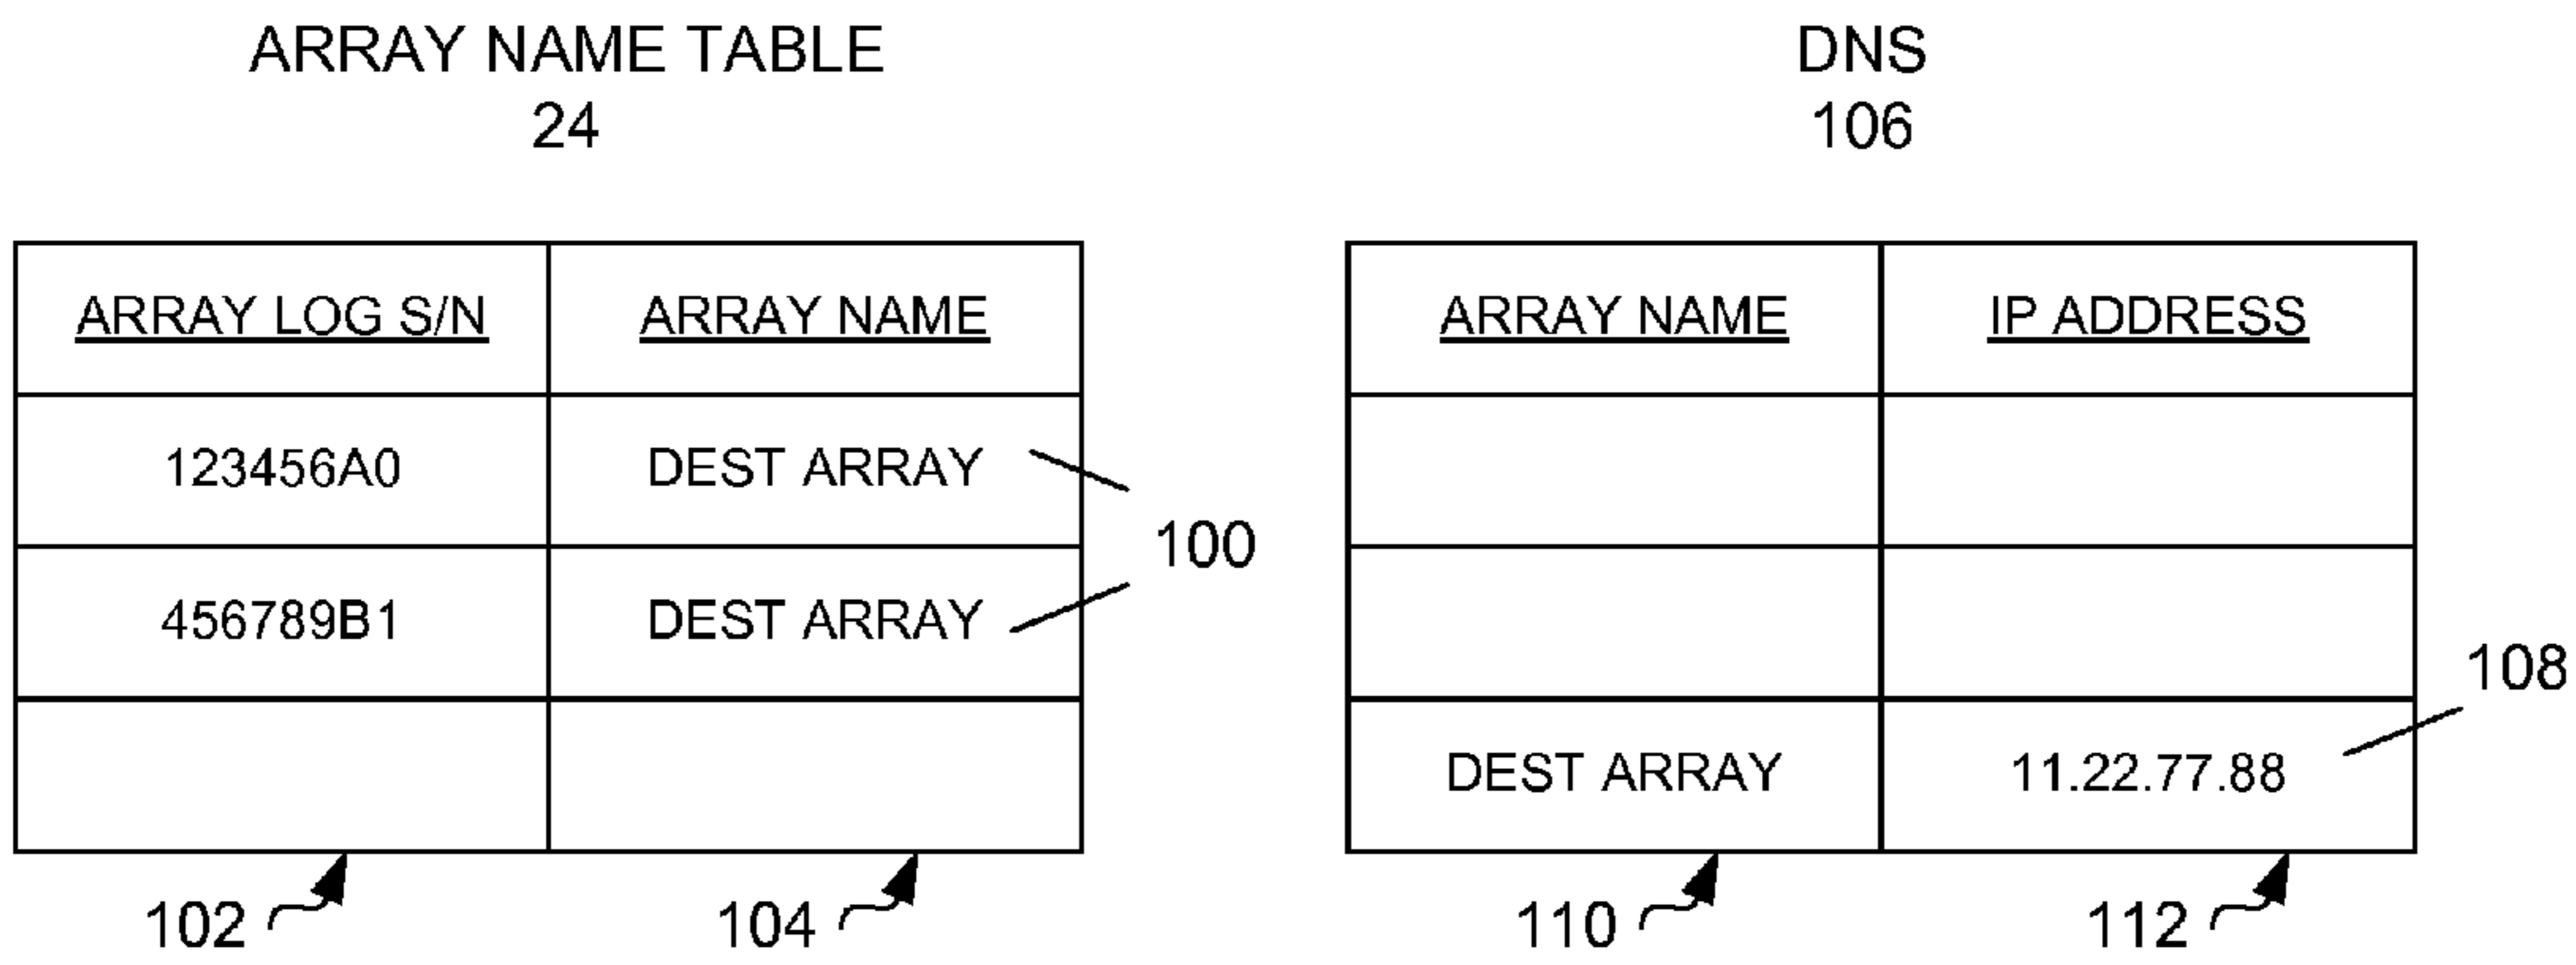 ARRAY NAME TABLE
24
ARRAY LOG S/N ARRAY NAME
123456A0 DEST ARRAY
456789B1 DEST ARRAY
100
102 104
DNS
106
ARRAY NAME IP ADDRESS
DEST ARRAY 11.22.77.88
108
110 112